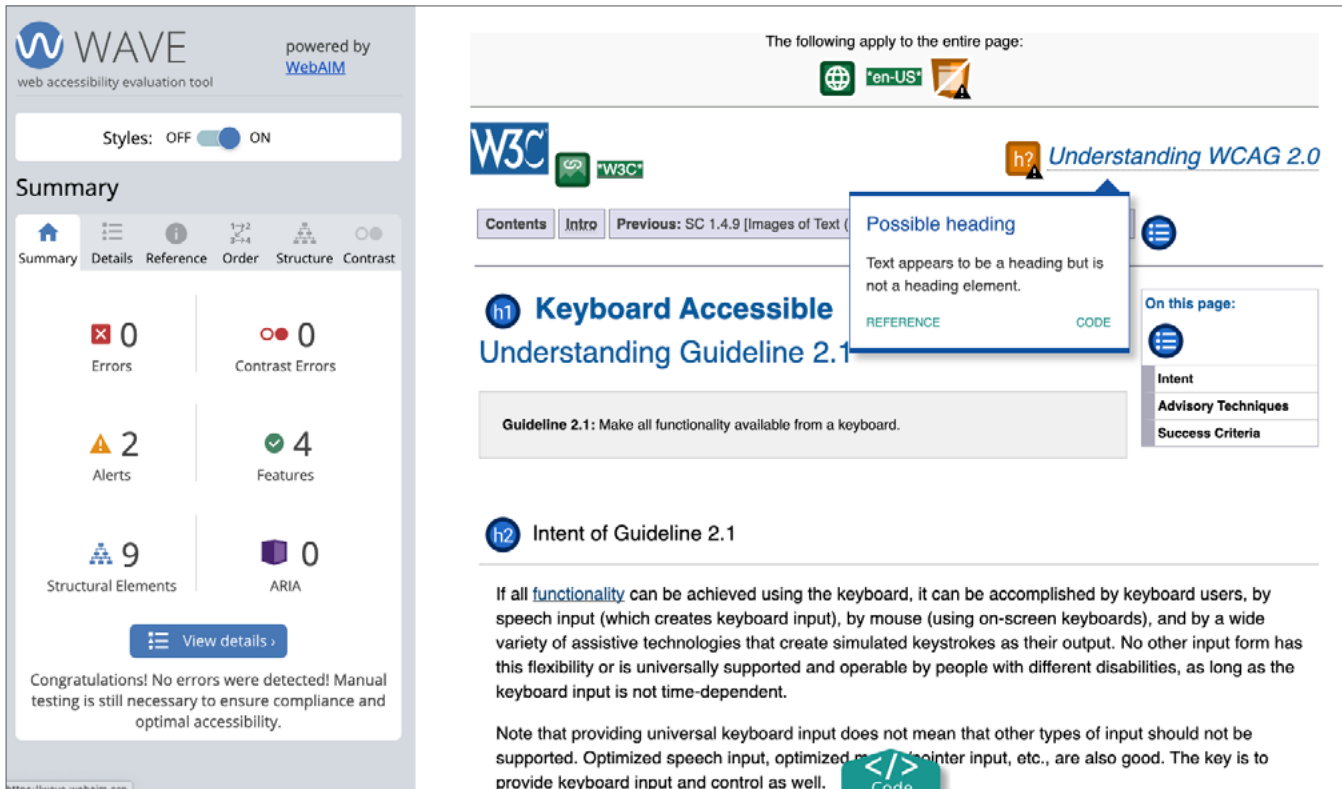 WAVE
powered by
WebAIM
web accessibility evaluation tool
Styles: OFF ON
Summary
Summary Details Reference Order Structure Contrast
0
Errors
0
Contrast Errors
2
Alerts
4
Features
9
Structural Elements
0
ARIA
View details ›
Congratulations! No errors were detected! Manual
testing is still necessary to ensure compliance and
optimal accessibility.
The following apply to the entire page:
*en-US*
W3C
*W3C*
h? Understanding WCAG 2.0
Contents Intro Previous: SC 1.4.9 [Images of Text (
Possible heading
Text appears to be a heading but is
not a heading element.
REFERENCE CODE
h1 Keyboard Accessible
Understanding Guideline 2.1
On this page:
Intent
Advisory Techniques
Success Criteria
Guideline 2.1: Make all functionality available from a keyboard.
h2 Intent of Guideline 2.1
If all functionality can be achieved using the keyboard, it can be accomplished by keyboard users, by
speech input (which creates keyboard input), by mouse (using on-screen keyboards), and by a wide
variety of assistive technologies that create simulated keystrokes as their output. No other input form has
this flexibility or is universally supported and operable by people with different disabilities, as long as the
keyboard input is not time-dependent.
Note that providing universal keyboard input does not mean that other types of input should not be
supported. Optimized speech input, optimized input, etc., are also good. The key is to
provide keyboard input and control as well.
</>
Code